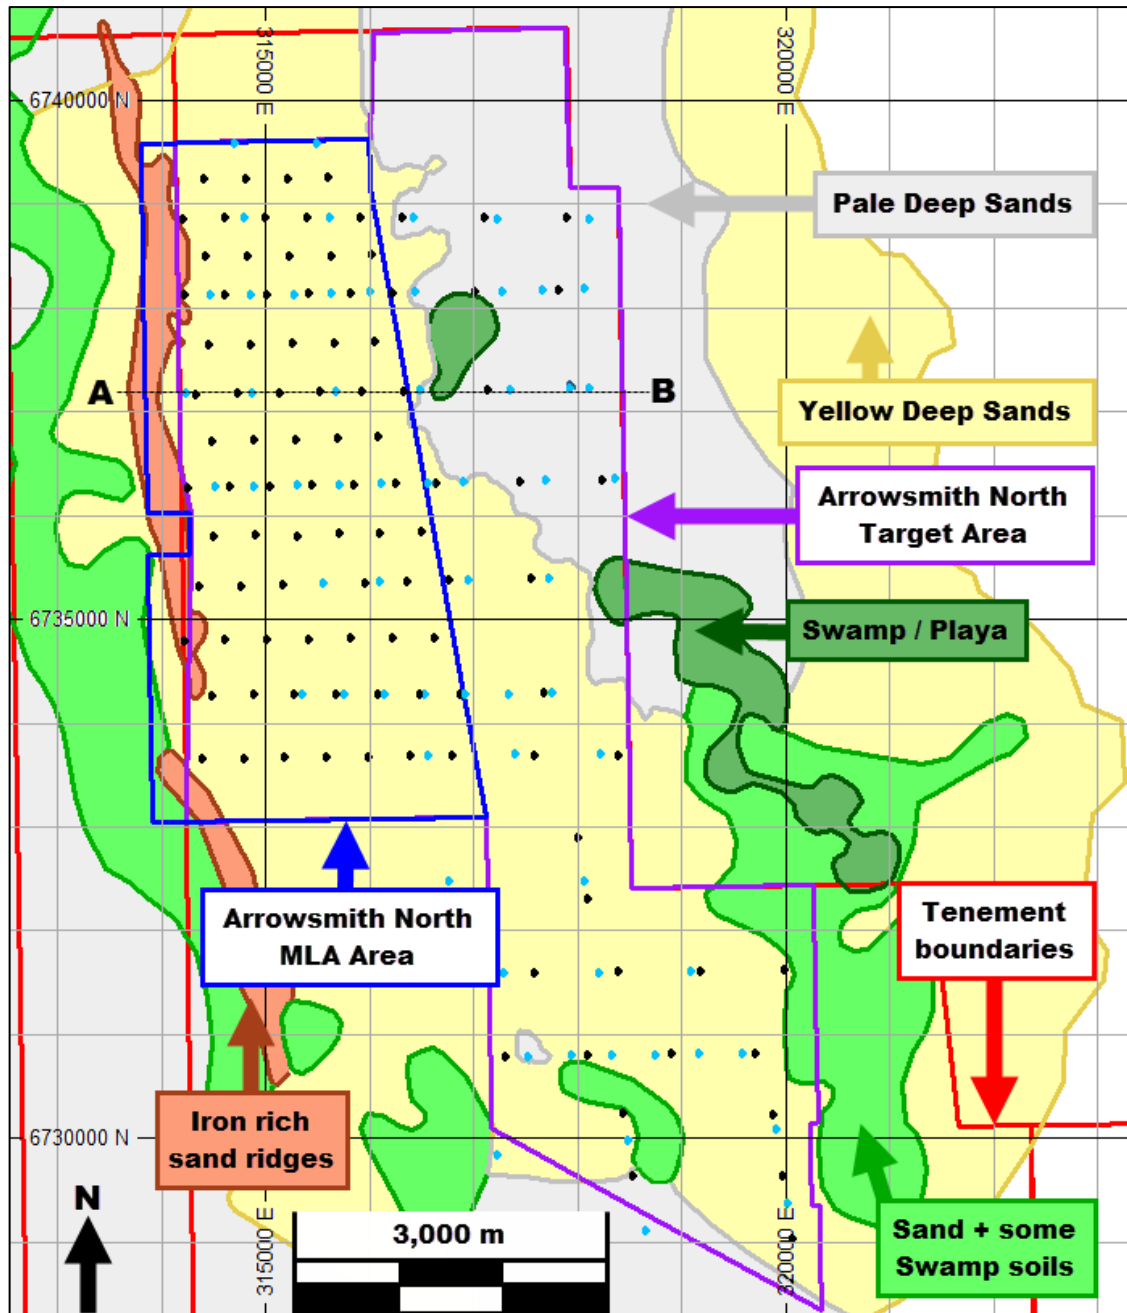 315000 E
320000 E
6740000 N
Pale Deep Sands
A
B
Yellow Deep Sands
Arrowsmith North
Target Area
6735000 N
Swamp / Playa
Arrowsmith North
MLA Area
Tenement
boundaries
Iron rich
sand ridges
6730000 N
N
3,000 m
315000 E
320000 E
Sand + some
Swamp soils